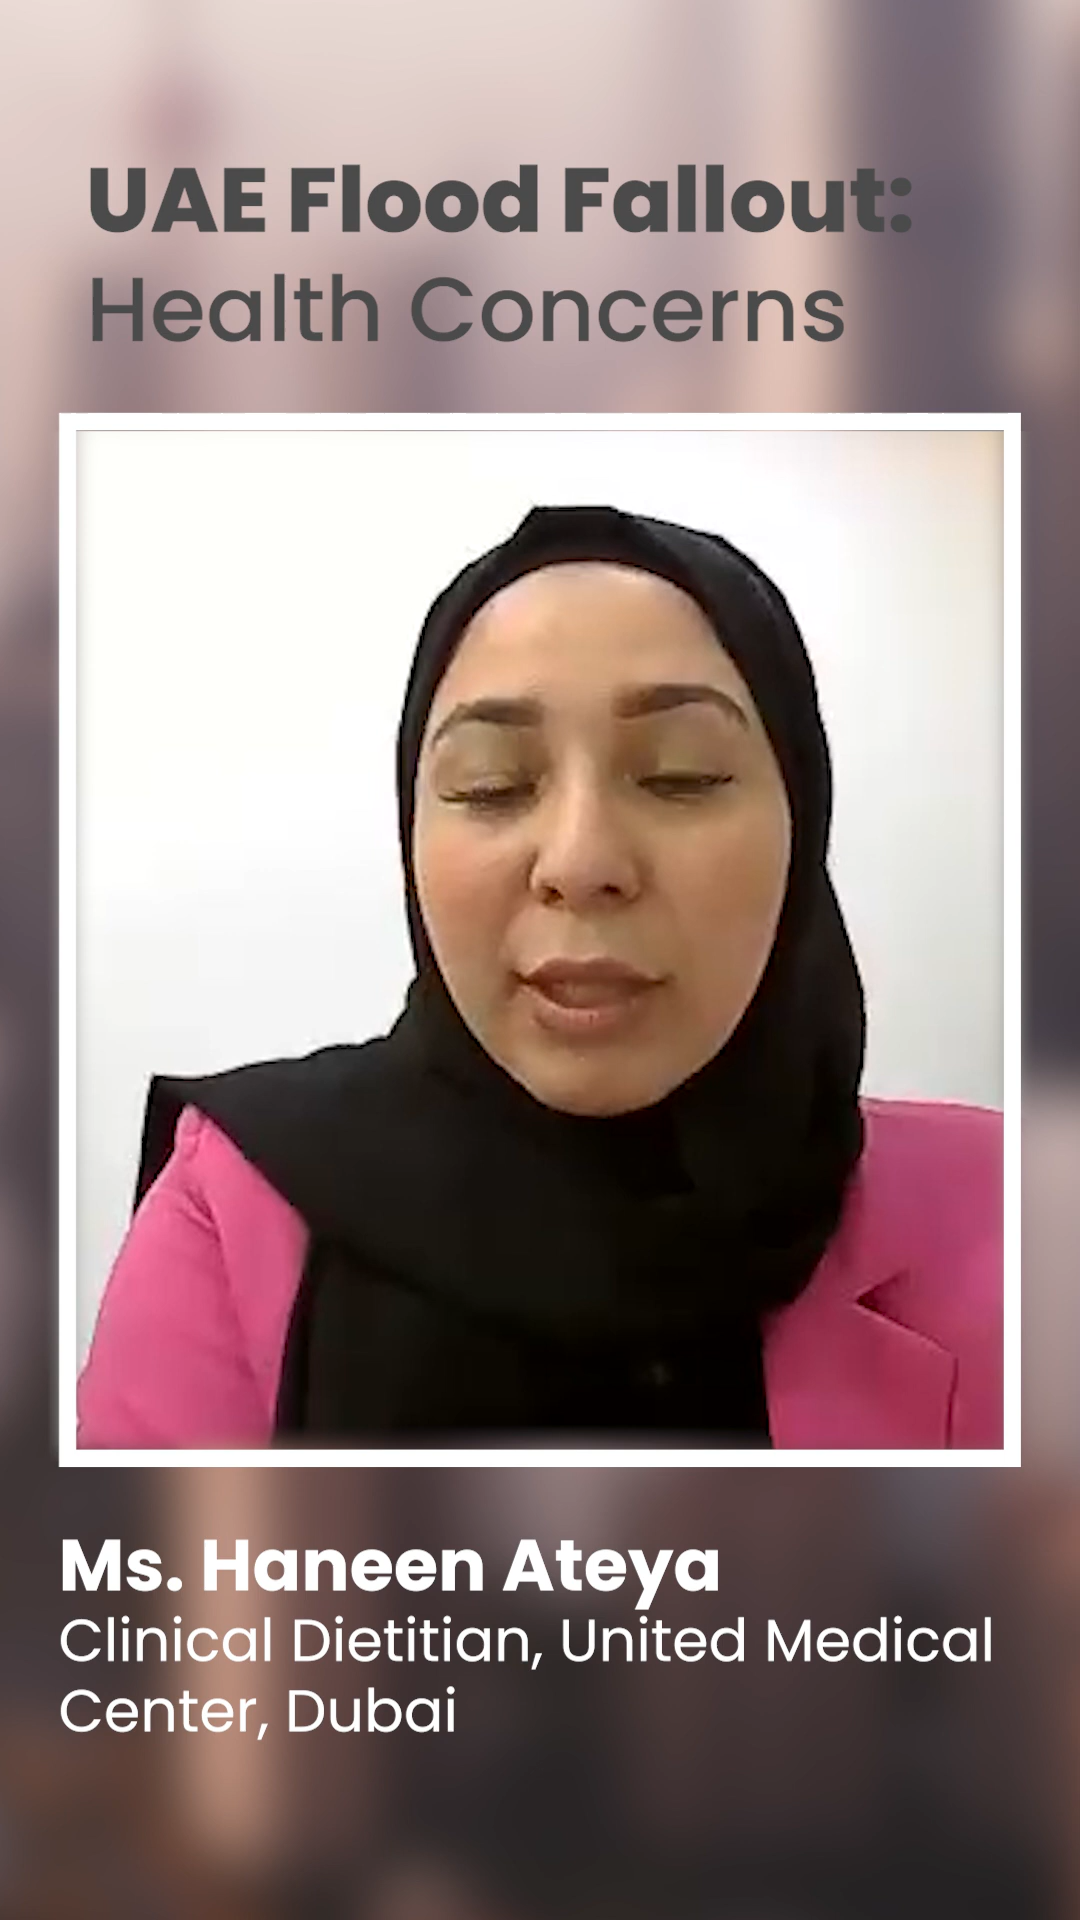 UAE Flood Fallout:
Health Concerns
Ms. Haneen Ateya
Clinical Dietitian, United Medical
Center, Dubai